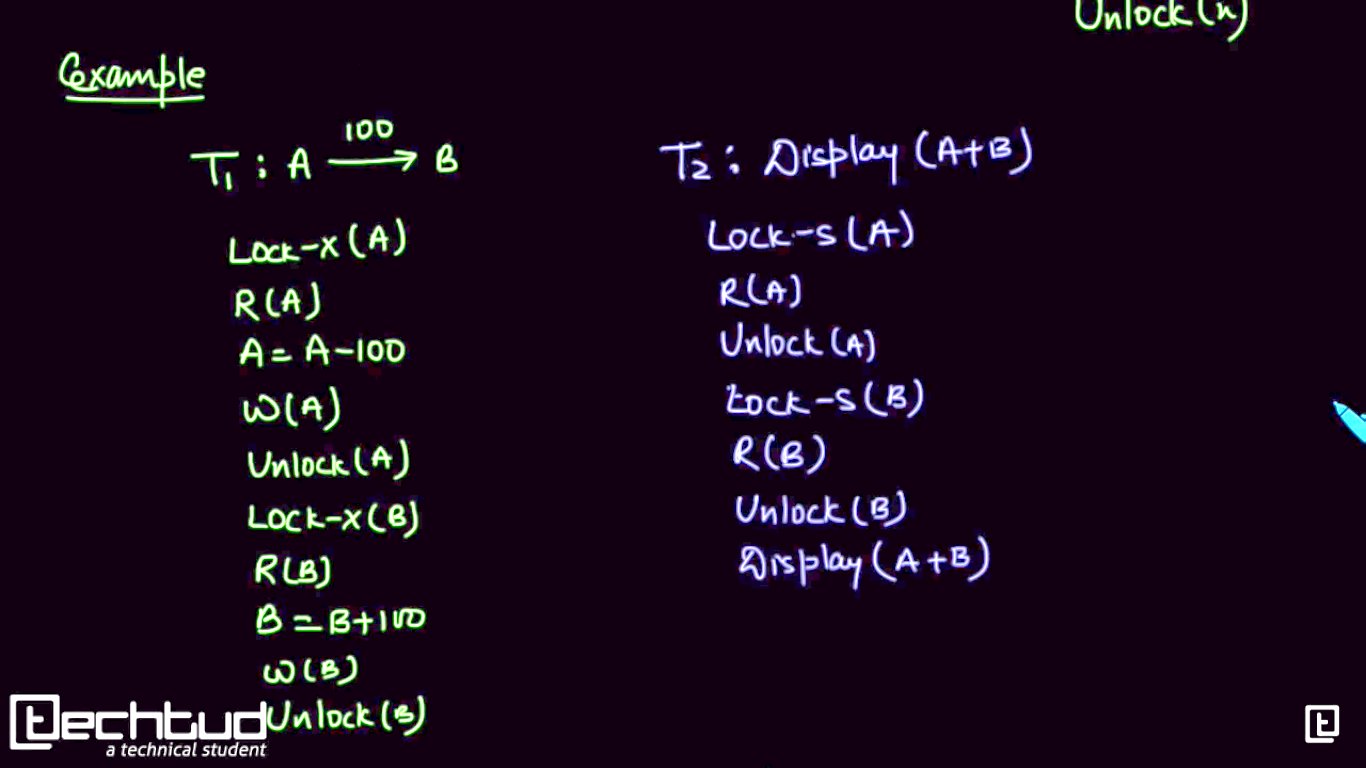 Unlock(x)
Example
100
T1 : A → B
Lock-X(A)
R(A)
A = A-100
W(A)
Unlock(A)
Lock-X(B)
R(B)
B = B+100
W(B)
Unlock(B)
T2 : Display (A+B)
Lock-S(A)
R(A)
Unlock(A)
Lock-S(B)
R(B)
Unlock(B)
Display(A+B)
techtud
a technical student